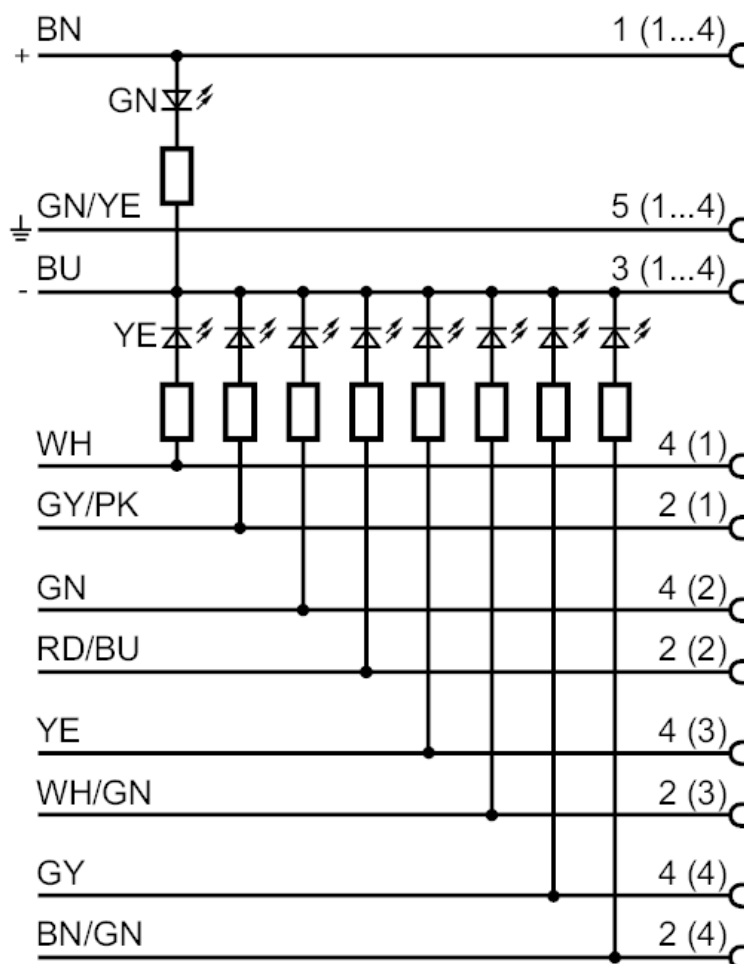 BN 1 (1...4)
+
GN
GN/YE 5 (1...4)
BU 3 (1...4)
-
YE
WH 4 (1)
GY/PK 2 (1)
GN 4 (2)
RD/BU 2 (2)
YE 4 (3)
WH/GN 2 (3)
GY 4 (4)
BN/GN 2 (4)